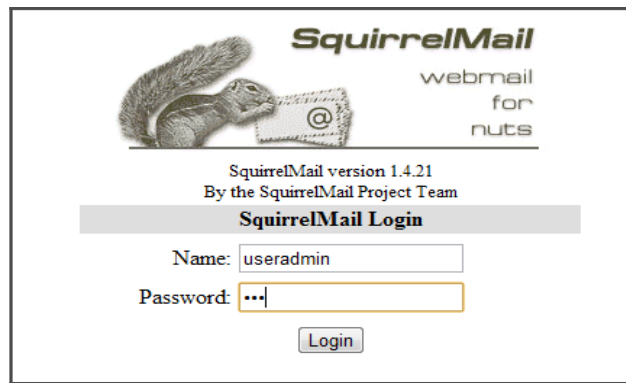 SquirrelMail
webmail
for
nuts
@
SquirrelMail version 1.4.21
By the SquirrelMail Project Team
SquirrelMail Login
Name: useradmin
Password: •••
Login